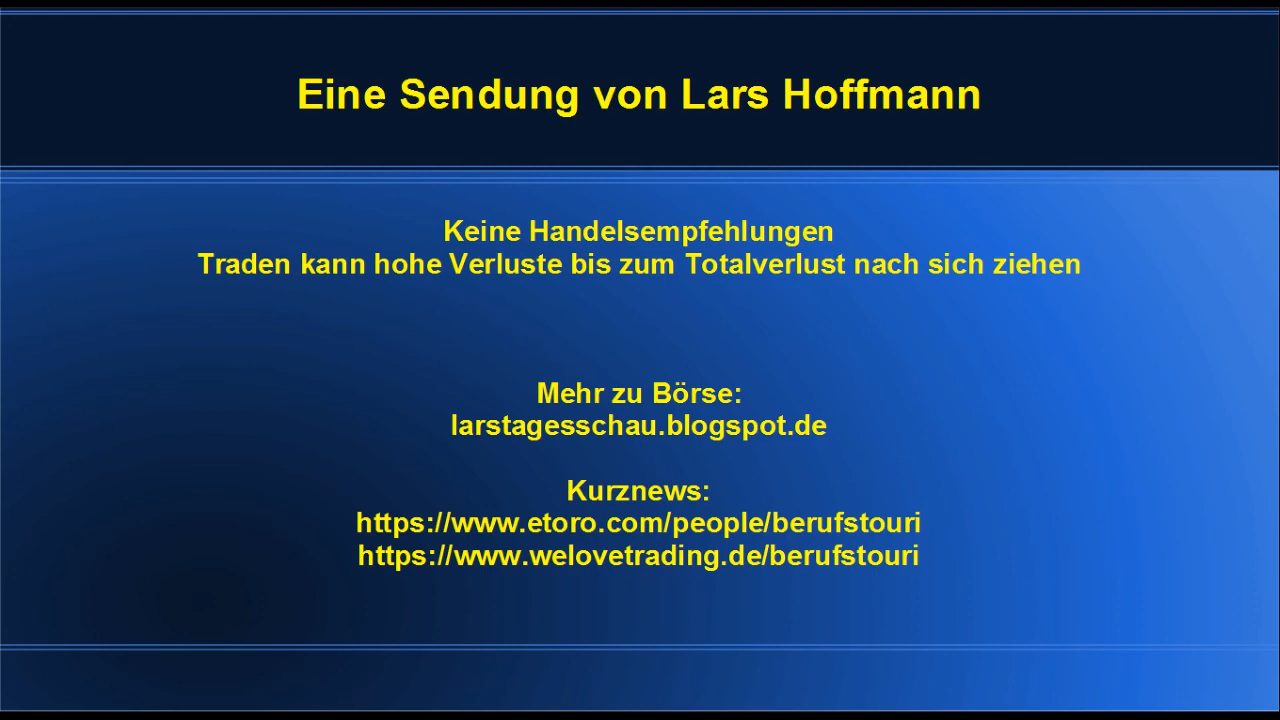 Eine Sendung von Lars Hoffmann
Keine Handelsempfehlungen
Traden kann hohe Verluste bis zum Totalverlust nach sich ziehen
Mehr zu Börse:
larstagesschau.blogspot.de
Kurznews:
https://www.etoro.com/people/berufstouri
https://www.welovetrading.de/berufstouri